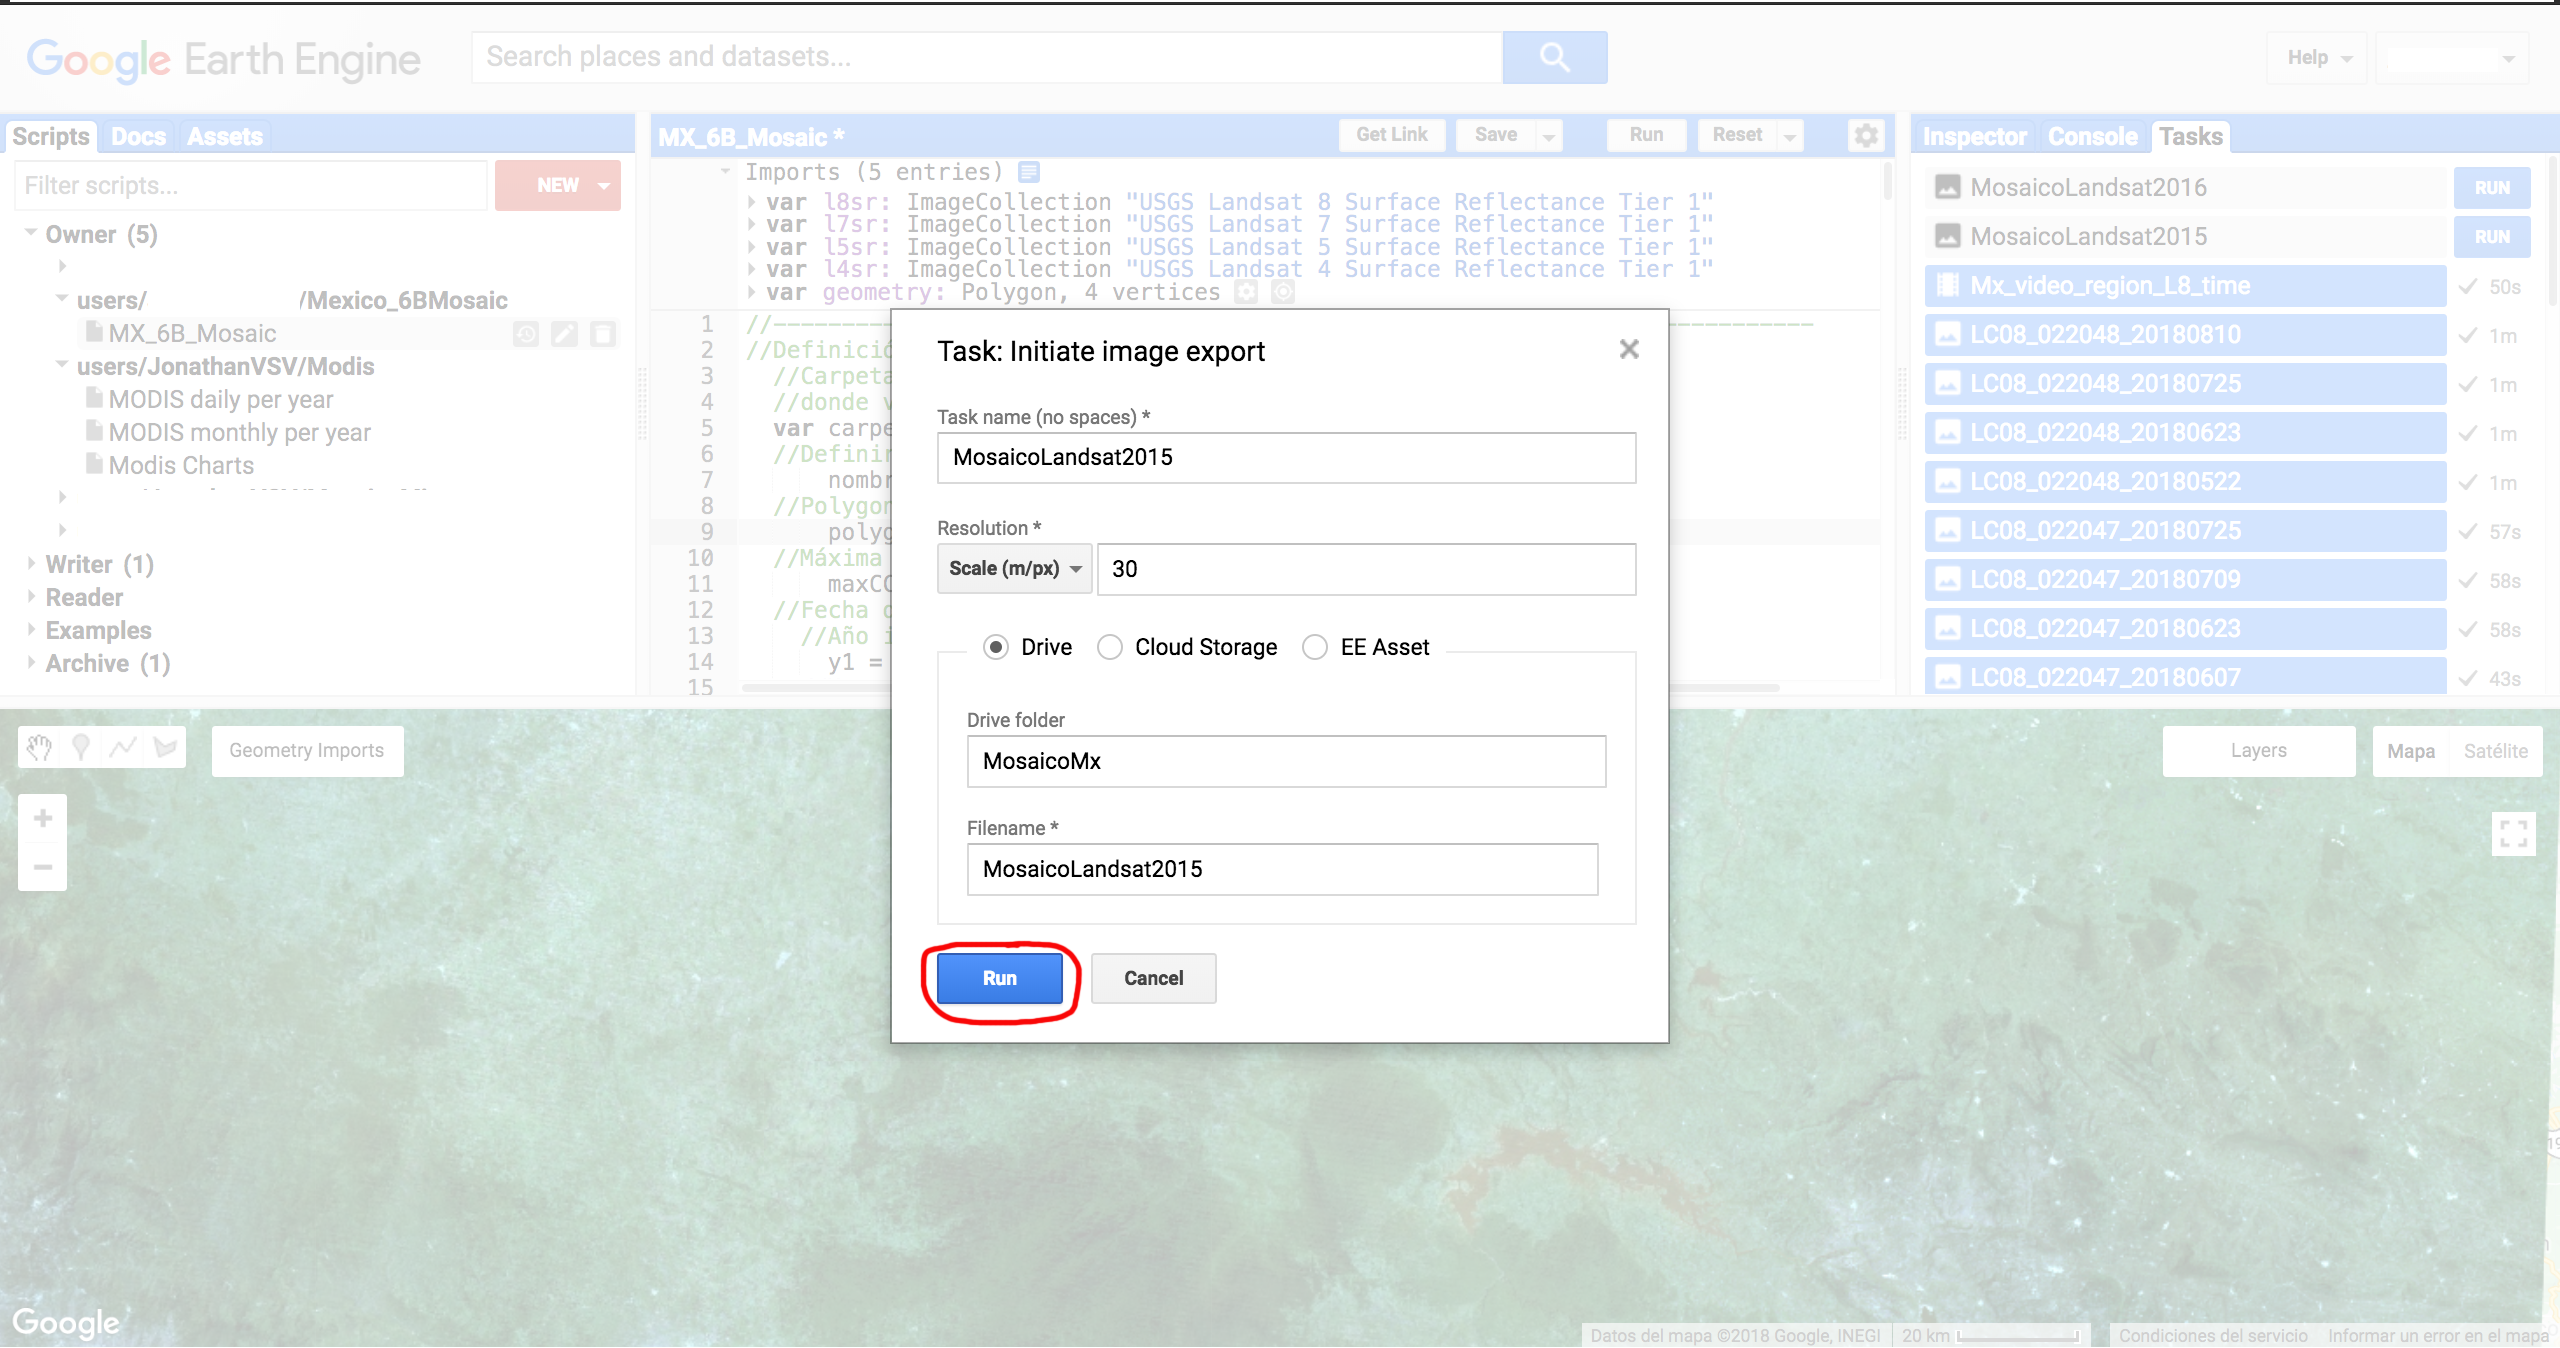 Google Earth Engine
Search places and datasets...
Help
Scripts Docs Assets
Filter scripts...
NEW
Owner (5)
users/ /Mexico_6BMosaic
MX_6B_Mosaic
users/JonathanVSV/Modis
MODIS daily per year
MODIS monthly per year
Modis Charts
Writer (1)
Reader
Examples
Archive (1)
MX_6B_Mosaic *
Get Link Save Run Reset
Imports (5 entries)
var l8sr: ImageCollection "USGS Landsat 8 Surface Reflectance Tier 1"
var l7sr: ImageCollection "USGS Landsat 7 Surface Reflectance Tier 1"
var l5sr: ImageCollection "USGS Landsat 5 Surface Reflectance Tier 1"
var l4sr: ImageCollection "USGS Landsat 4 Surface Reflectance Tier 1"
var geometry: Polygon, 4 vertices
1 //-----------
2 //Definició
3 //Carpeta
4 //donde
5 var carpe
6 //Definir
7 nombr
8 //Polygon
9 polyg
10 //Máxima
11 maxCC
12 //Fecha
13 //Año
14 y1 =
15
Inspector Console Tasks
MosaicoLandsat2016 RUN
MosaicoLandsat2015 RUN
Mx_video_region_L8_time 50s
LC08_022048_20180810 1m
LC08_022048_20180725 1m
LC08_022048_20180623 1m
LC08_022048_20180522 1m
LC08_022047_20180725 57s
LC08_022047_20180709 58s
LC08_022047_20180623 58s
LC08_022047_20180607 43s
Task: Initiate image export
Task name (no spaces) *
MosaicoLandsat2015
Resolution *
Scale (m/px) 30
Drive Cloud Storage EE Asset
Drive folder
MosaicoMx
Filename *
MosaicoLandsat2015
Run Cancel
Geometry Imports
Layers
Mapa Satélite
Google
Datos del mapa ©2018 Google, INEGI 20 km Condiciones del servicio Informar un error en el mapa